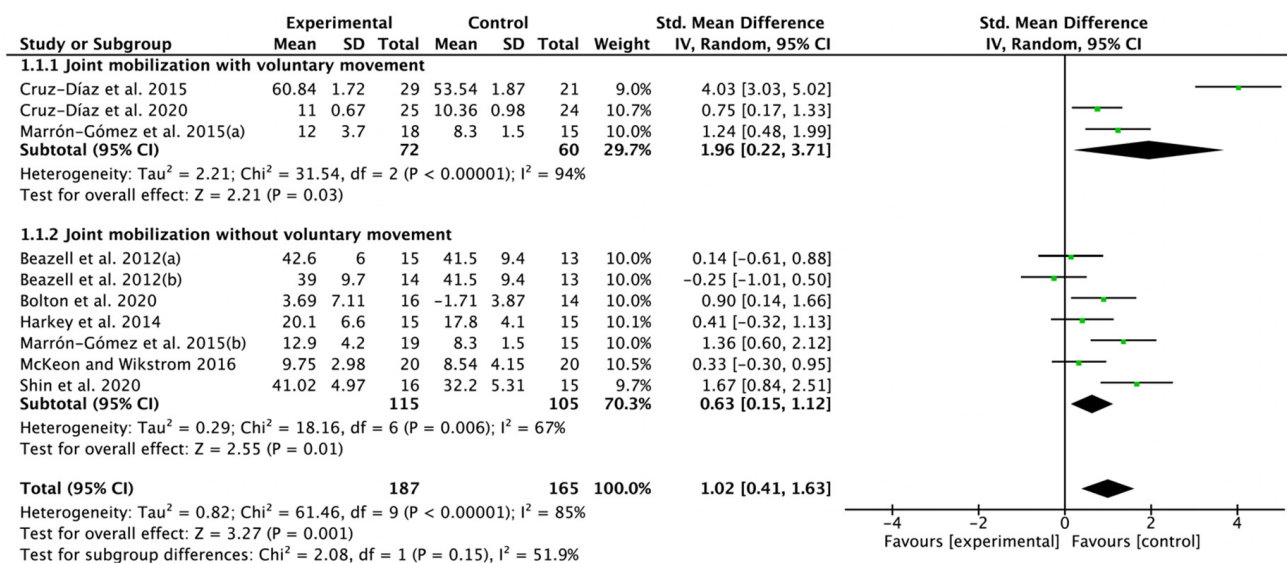 Experimental Control Std. Mean Difference Std. Mean Difference
Study or Subgroup Mean SD Total Mean SD Total Weight IV, Random, 95% CI IV, Random, 95% CI
1.1.1 Joint mobilization with voluntary movement
Cruz-Díaz et al. 2015 60.84 1.72 29 53.54 1.87 21 9.0% 4.03 [3.03, 5.02]
Cruz-Díaz et al. 2020 11 0.67 25 10.36 0.98 24 10.7% 0.75 [0.17, 1.33]
Marrón-Gómez et al. 2015(a) 12 3.7 18 8.3 1.5 15 10.0% 1.24 [0.48, 1.99]
Subtotal (95% CI) 72 60 29.7% 1.96 [0.22, 3.71]
Heterogeneity: Tau² = 2.21; Chi² = 31.54, df = 2 (P < 0.00001); I² = 94%
Test for overall effect: Z = 2.21 (P = 0.03)
1.1.2 Joint mobilization without voluntary movement
Beazell et al. 2012(a) 42.6 6 15 41.5 9.4 13 10.0% 0.14 [-0.61, 0.88]
Beazell et al. 2012(b) 39 9.7 14 41.5 9.4 13 10.0% -0.25 [-1.01, 0.50]
Bolton et al. 2020 3.69 7.11 16 -1.71 3.87 14 10.0% 0.90 [0.14, 1.66]
Harkey et al. 2014 20.1 6.6 15 17.8 4.1 15 10.1% 0.41 [-0.32, 1.13]
Marrón-Gómez et al. 2015(b) 12.9 4.2 19 8.3 1.5 15 10.0% 1.36 [0.60, 2.12]
McKeon and Wikstrom 2016 9.75 2.98 20 8.54 4.15 20 10.5% 0.33 [-0.30, 0.95]
Shin et al. 2020 41.02 4.97 16 32.2 5.31 15 9.7% 1.67 [0.84, 2.51]
Subtotal (95% CI) 115 105 70.3% 0.63 [0.15, 1.12]
Heterogeneity: Tau² = 0.29; Chi² = 18.16, df = 6 (P = 0.006); I² = 67%
Test for overall effect: Z = 2.55 (P = 0.01)
Total (95% CI) 187 165 100.0% 1.02 [0.41, 1.63]
Heterogeneity: Tau² = 0.82; Chi² = 61.46, df = 9 (P < 0.00001); I² = 85%
Test for overall effect: Z = 3.27 (P = 0.001)
Test for subgroup differences: Chi² = 2.08, df = 1 (P = 0.15), I² = 51.9%
-4 -2 0 2 4
Favours [experimental] Favours [control]